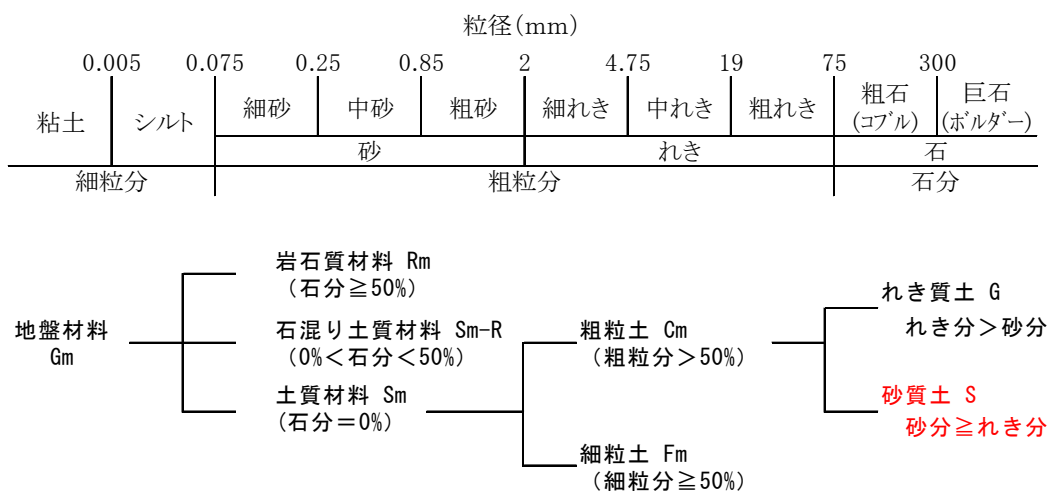 粒径(mm)
0.005 0.075 0.25 0.85 2 4.75 19 75 300
粘土 シルト 細砂 中砂 粗砂 細れき 中れき 粗れき 粗石 巨石
(コブル) (ボルダー)
砂 れき 石
細粒分 粗粒分 石分
岩石質材料 Rm
(石分≧50%)
れき質土 G
れき分>砂分
地盤材料
Gm
石混り土質材料 Sm-R
(0%<石分<50%)
粗粒土 Cm
(粗粒分>50%)
土質材料 Sm
(石分=0%)
砂質土 S
砂分≧れき分
細粒土 Fm
(細粒分≧50%)